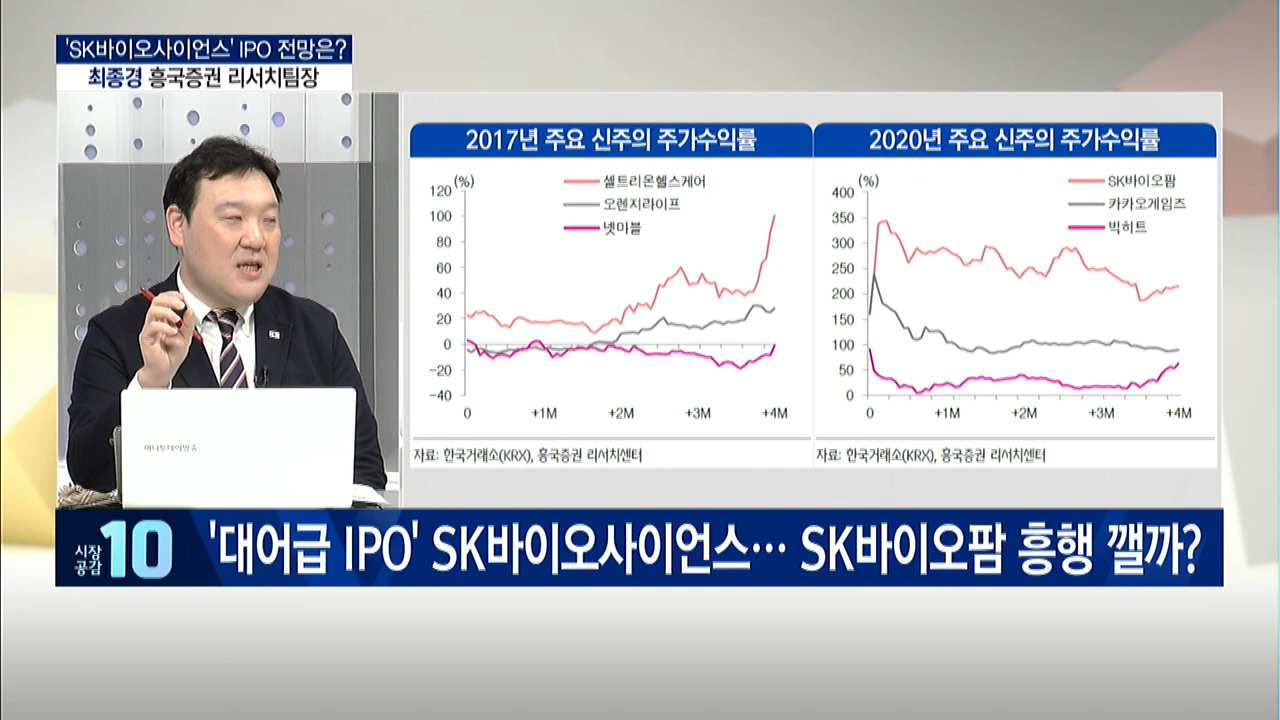 'SK바이오사이언스' IPO 전망은?
최종경 흥국증권 리서치팀장
머니투데이방송
2017년 주요 신주의 주가수익률
(%)
셀트리온헬스케어
오렌지라이프
넷마블
120
100
80
60
40
20
0
-20
-40
0 +1M +2M +3M +4M
자료: 한국거래소(KRX), 흥국증권 리서치센터
2020년 주요 신주의 주가수익률
(%)
SK바이오팜
카카오게임즈
빅히트
400
350
300
250
200
150
100
50
0
0 +1M +2M +3M +4M
자료: 한국거래소(KRX), 흥국증권 리서치센터
시장
공감
10
'대어급 IPO' SK바이오사이언스… SK바이오팜 흥행 깰까?